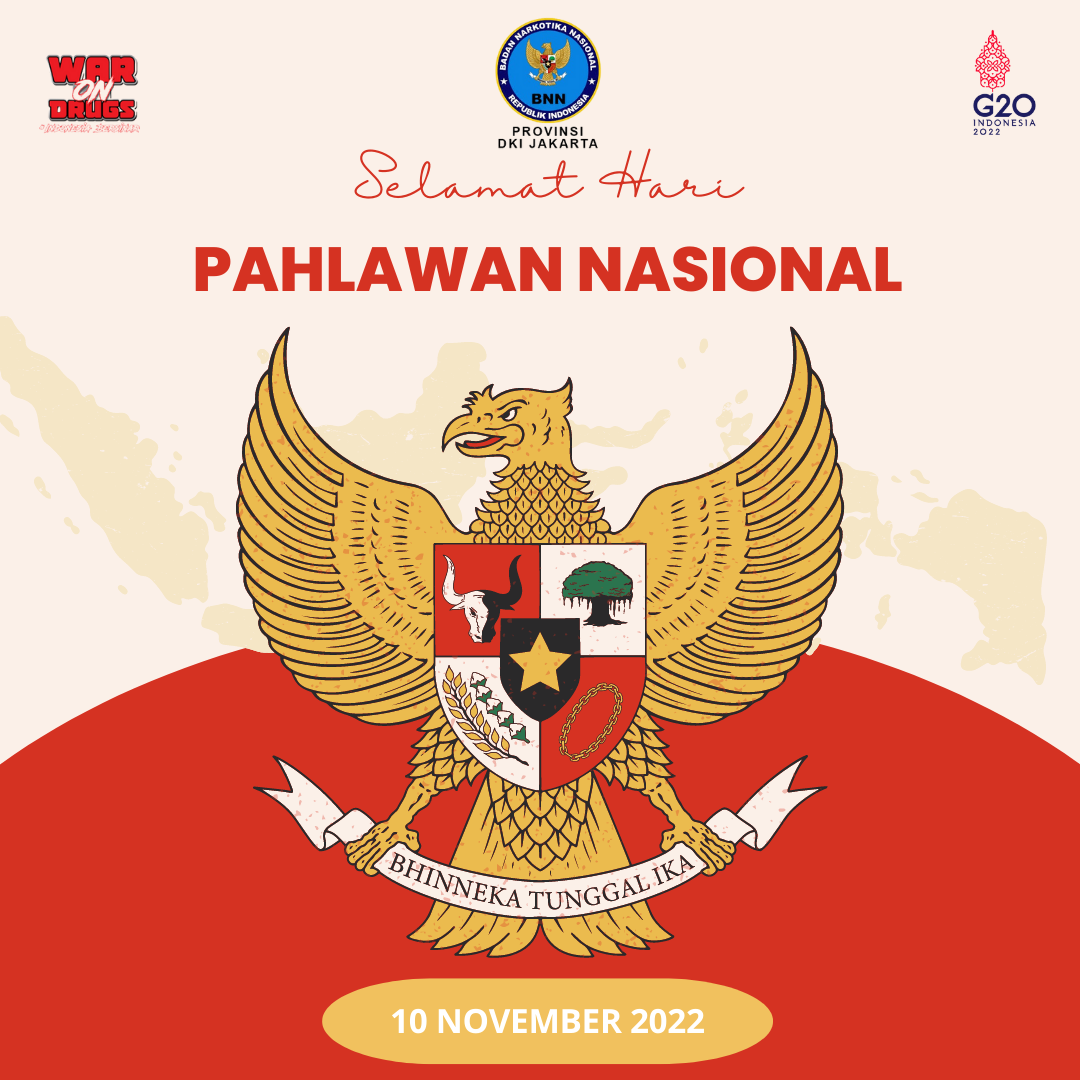 WAR
ON
DRUGS
BADAN NARKOTIKA NASIONAL
BNN
REPUBLIK INDONESIA
PROVINSI
DKI JAKARTA
G20
INDONESIA
2022
Selamat Hari
PAHLAWAN NASIONAL
BHINNEKA TUNGGAL IKA
10 NOVEMBER 2022